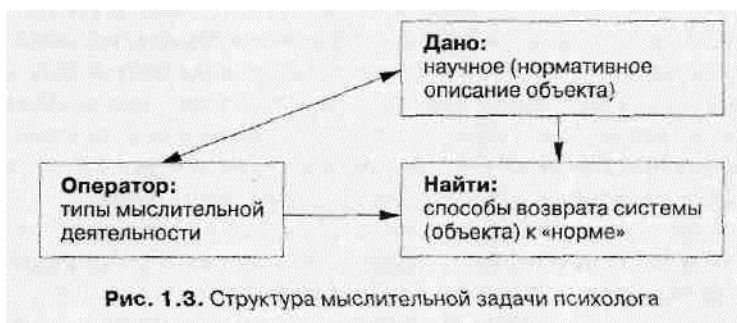 Дано:
научное (нормативное
описание объекта)
Оператор:
типы мыслительной
деятельности
Найти:
способы возврата системы
(объекта) к «норме»
Рис. 1.3. Структура мыслительной задачи психолога